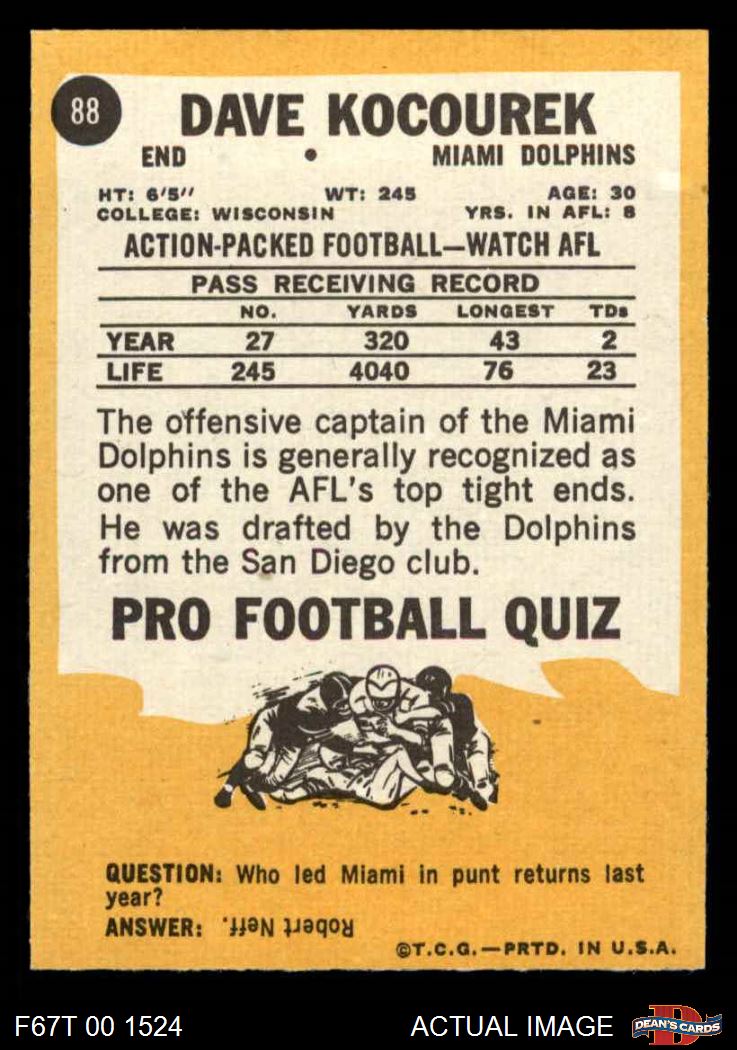 88
DAVE KOCOUREK
END • MIAMI DOLPHINS
HT: 6'5" WT: 245 AGE: 30
COLLEGE: WISCONSIN YRS. IN AFL: 8
ACTION-PACKED FOOTBALL—WATCH AFL
PASS RECEIVING RECORD
NO. YARDS LONGEST TDs
YEAR 27 320 43 2
LIFE 245 4040 76 23
The offensive captain of the Miami
Dolphins is generally recognized as
one of the AFL's top tight ends.
He was drafted by the Dolphins
from the San Diego club.
PRO FOOTBALL QUIZ
QUESTION: Who led Miami in punt returns last
year?
ANSWER: Robert Neff.
©T.C.G.—PRTD. IN U.S.A.
F67T 00 1524 ACTUAL IMAGE DEAN'S CARDS